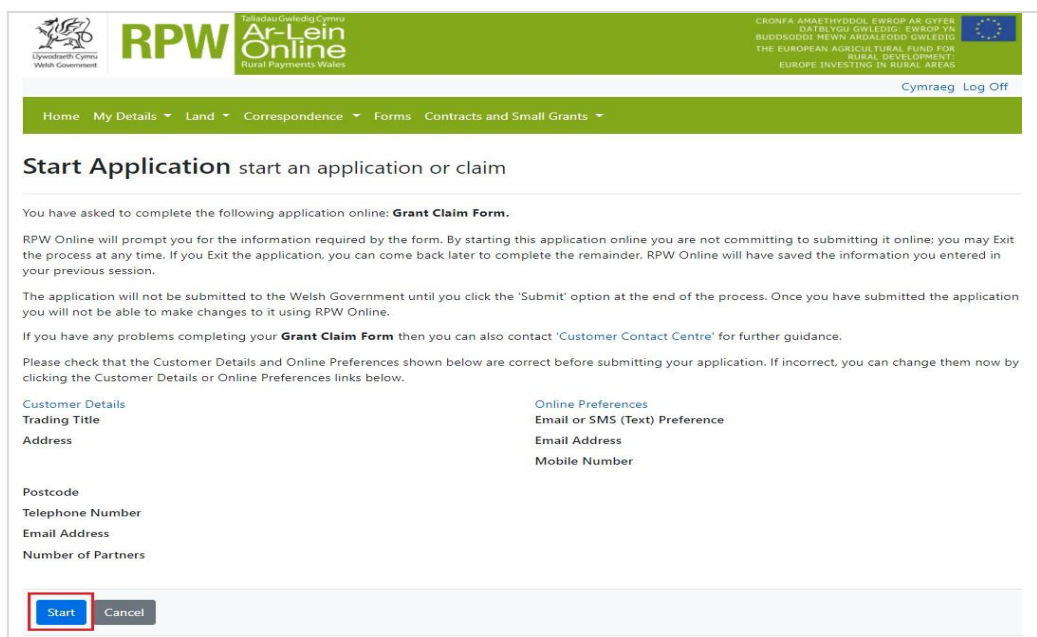 Llywodraeth Cymru
Welsh Government
RPW
Taliadau Gwledig Cymru
Ar-Lein
Online
Rural Payments Wales
CRONFA AMAETHYDDOL EWROP AR GYFER
DATBLYGU GWLEDIG: EWROP YN
BUDDSODDI MEWN ARDALEODD GWLEDIG
THE EUROPEAN AGRICULTURAL FUND FOR
RURAL DEVELOPMENT:
EUROPE INVESTING IN RURAL AREAS
Cymraeg Log Off
Home My Details Land Correspondence Forms Contracts and Small Grants
Start Application start an application or claim
You have asked to complete the following application online: Grant Claim Form.
RPW Online will prompt you for the information required by the form. By starting this application online you are not committing to submitting it online; you may Exit
the process at any time. If you Exit the application, you can come back later to complete the remainder, RPW Online will have saved the information you entered in
your previous session.
The application will not be submitted to the Welsh Government until you click the 'Submit' option at the end of the process. Once you have submitted the application
you will not be able to make changes to it using RPW Online.
If you have any problems completing your Grant Claim Form then you can also contact 'Customer Contact Centre' for further guidance.
Please check that the Customer Details and Online Preferences shown below are correct before submitting your application. If incorrect, you can change them now by
clicking the Customer Details or Online Preferences links below.
Customer Details
Trading Title
Address
Postcode
Telephone Number
Email Address
Number of Partners
Online Preferences
Email or SMS (Text) Preference
Email Address
Mobile Number
Start Cancel